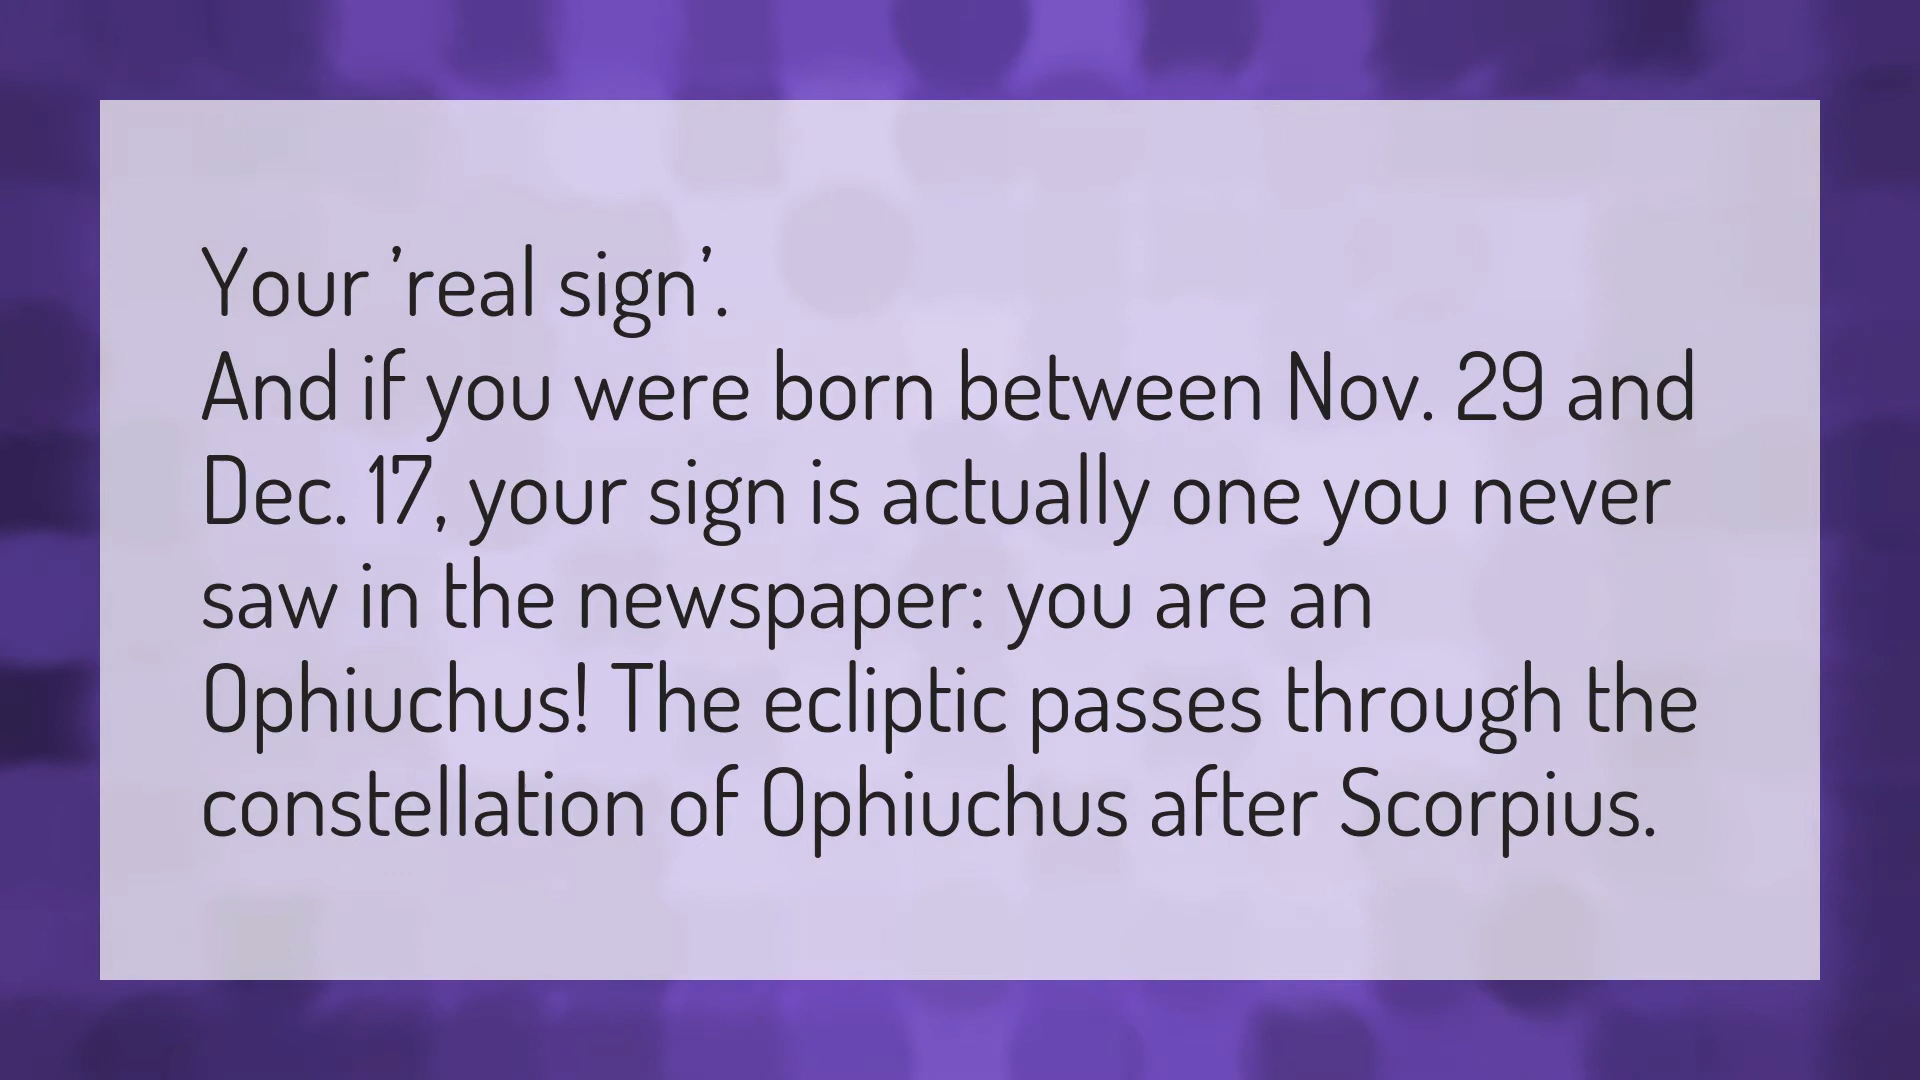 Your ’real sign’.
And if you were born between Nov. 29 and
Dec. 17, your sign is actually one you never
saw in the newspaper: you are an
Ophiuchus! The ecliptic passes through the
constellation of Ophiuchus after Scorpius.